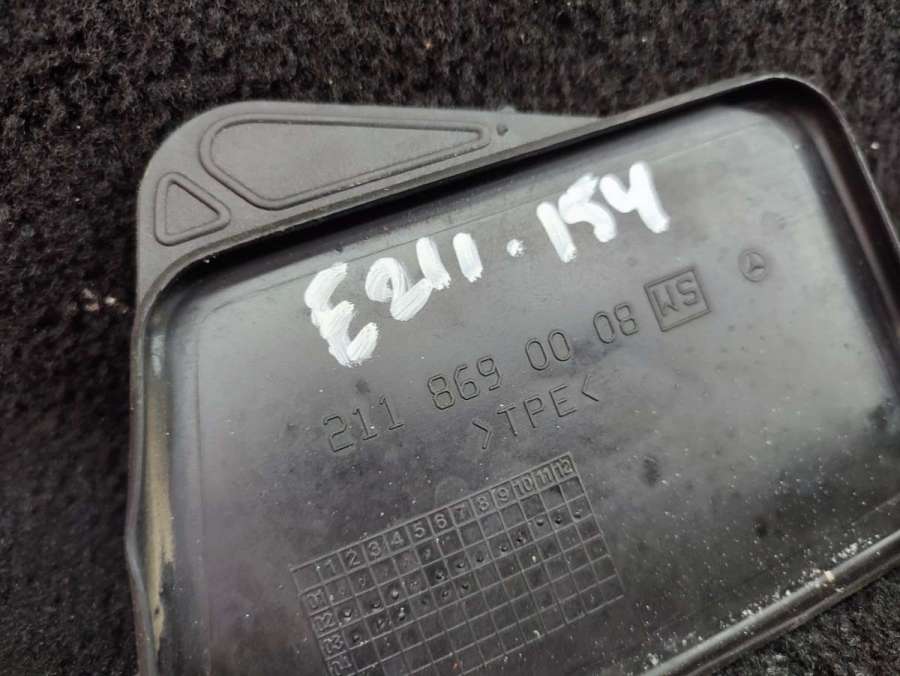 E211.154
211 869 00 08 SM
>TPE<
1 2 3 4 5 6 7 8 9 10 11 12